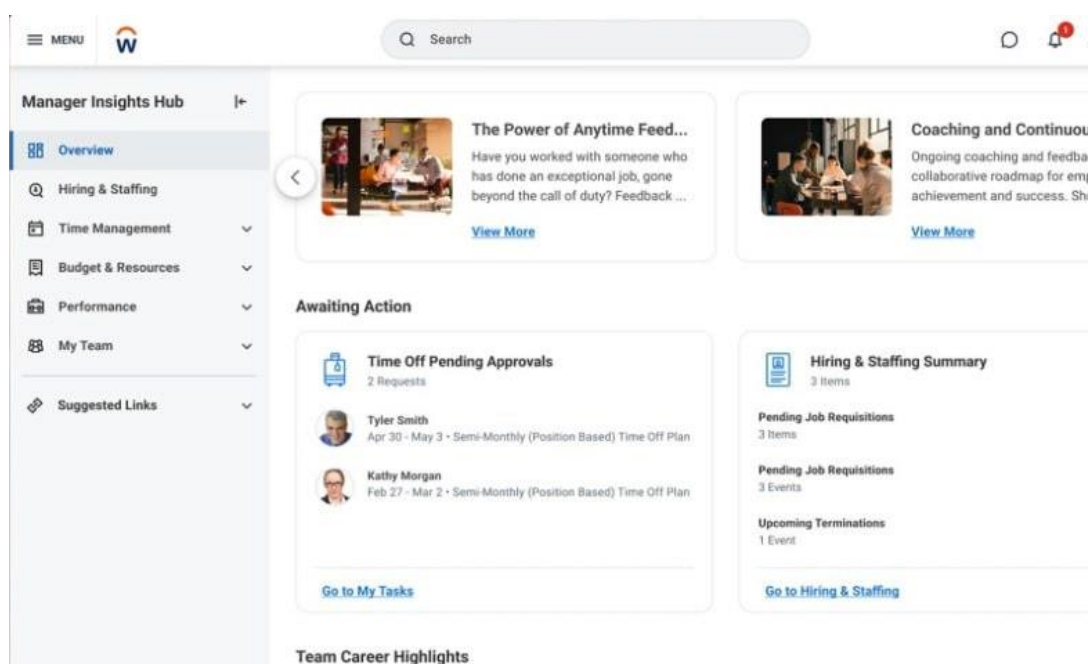 MENU
Search
1
Manager Insights Hub
Overview
Hiring & Staffing
Time Management
Budget & Resources
Performance
My Team
Suggested Links
The Power of Anytime Feed...
Have you worked with someone who
has done an exceptional job, gone
beyond the call of duty? Feedback ...
View More
Coaching and Continuou
Ongoing coaching and feedba
collaborative roadmap for emp
achievement and success. Sh
View More
Awaiting Action
Time Off Pending Approvals
2 Requests
Tyler Smith
Apr 30 - May 3 • Semi-Monthly (Position Based) Time Off Plan
Kathy Morgan
Feb 27 - Mar 2 • Semi-Monthly (Position Based) Time Off Plan
Go to My Tasks
Hiring & Staffing Summary
3 Items
Pending Job Requisitions
3 Items
Pending Job Requisitions
3 Events
Upcoming Terminations
1 Event
Go to Hiring & Staffing
Team Career Highlights